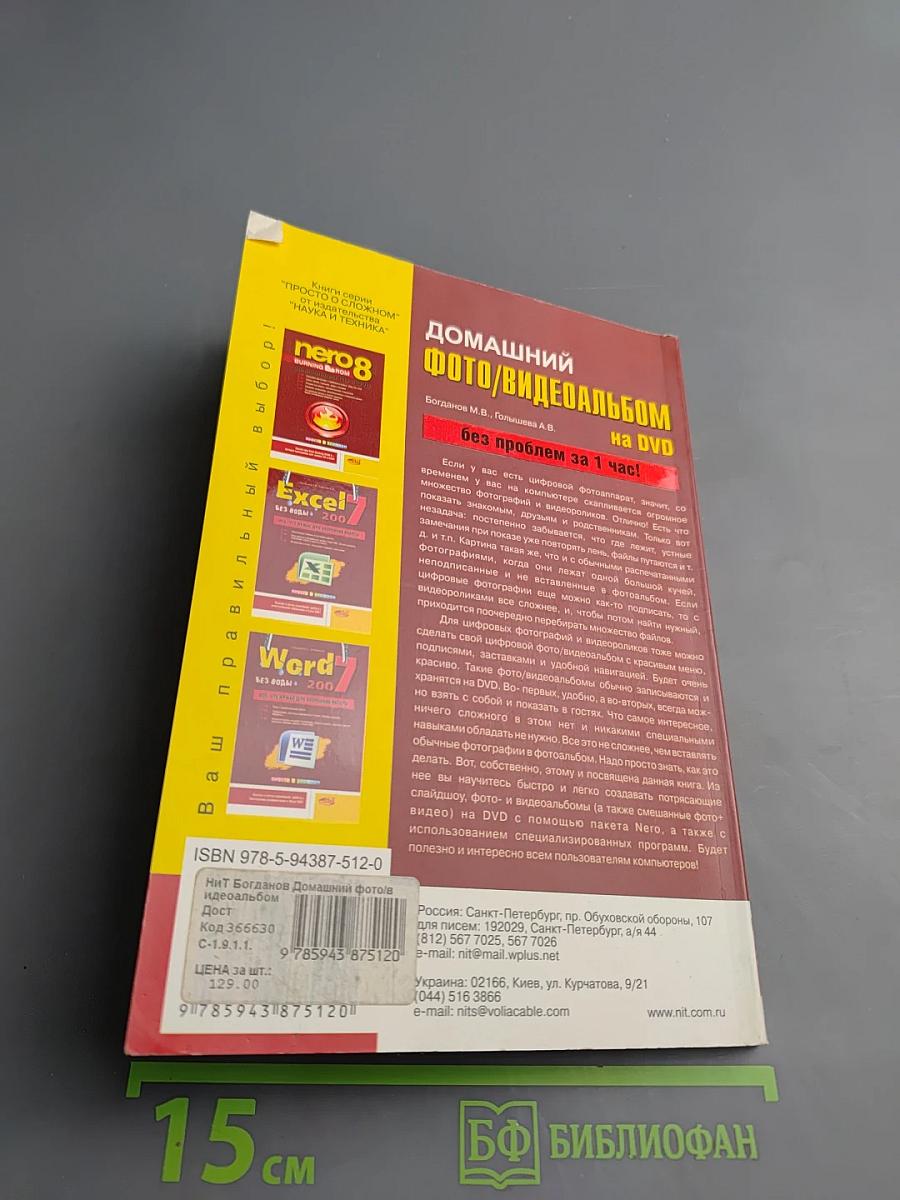 Книги серии
"ПРОСТО О СЛОЖНОМ"
от издательства
"НАУКА И ТЕХНИКА"
Ваш правильный выбор!
nero 8
BURNING ROM
Excel 7
БЕЗ ВОДЫ
2007
Word 7
БЕЗ ВОДЫ
2007
ДОМАШНИЙ
ФОТО/ВИДЕОАЛЬБОМ
на DVD
Богданов М.В., Голышева А.В.
без проблем за 1 час!
Если у вас есть цифровой фотоаппарат, значит, со
временем у вас на компьютере скапливается огромное
множество фотографий и видеороликов. Отлично! Есть что
показать знакомым, друзьям и родственникам. Только вот
незадача: постепенно забывается, что где лежит, устные
замечания при показе уже повторять лень, файлы путаются и т.
д. и т.п. Картина такая же, что и с обычными распечатанными
фотографиями, когда они лежат одной большой кучей,
неподписанные и не вставленные в фотоальбом. Если
цифровые фотографии еще можно как-то подписать, то с
видеороликами все сложнее, и, чтобы потом найти нужный,
приходится поочередно перебирать множество файлов.
Для цифровых фотографий и видеороликов тоже можно
сделать свой цифровой фото/видеоальбом с красивым меню,
подписями, заставками и удобной навигацией. Будет очень
красиво. Такие фото/видеоальбомы обычно записываются и
хранятся на DVD. Во- первых, удобно, а во-вторых, всегда мож-
но взять с собой и показать в гостях. Что самое интересное,
ничего сложного в этом нет и никакими специальными
навыками обладать не нужно. Все это не сложнее, чем вставлять
обычные фотографии в фотоальбом. Надо просто знать, как это
делать. Вот, собственно, этому и посвящена данная книга. Из
нее вы научитесь быстро и легко создавать потрясающие
слайдшоу, фото- и видеоальбомы (а также смешанные фото+
видео) на DVD с помощью пакета Nero, а также с
использованием специализированных программ. Будет
полезно и интересно всем пользователям компьютеров!
ISBN 978-5-94387-512-0
НиТ Богданов Домашний фото/в
идеоальбом
Дост
Код 366630
С-1.9.1.1.
9 785943 875120
ЦЕНА за шт.:
129.00
9 785943 875120
Россия: Санкт-Петербург, пр. Обуховской обороны, 107
для писем: 192029, Санкт-Петербург, а/я 44
(812) 567 7025, 567 7026
e-mail: nit@mail.wplus.net
Украина: 02166, Киев, ул. Курчатова, 9/21
(044) 516 3866
e-mail: nits@voliacable.com
www.nit.com.ru
15 см
БФ БИБЛИОФАН